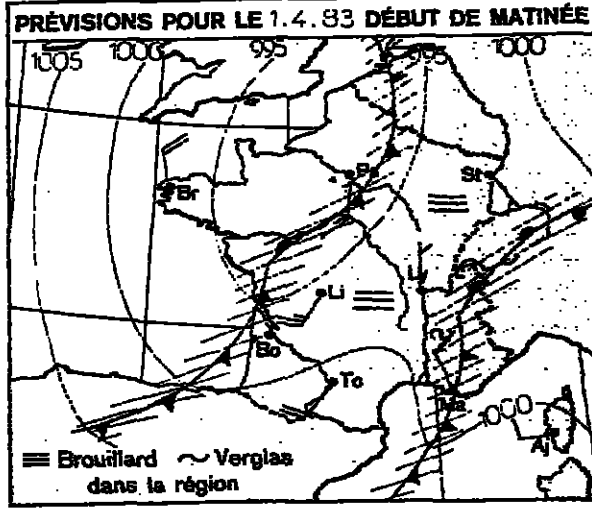 PRÉVISIONS POUR LE 1.4.83 DÉBUT DE MATINÉE
1005 1000 995 995 1000
Br Pa St
Li Ly
Bo
To Ma 1000
Aj
Brouillard Verglas
dans la région